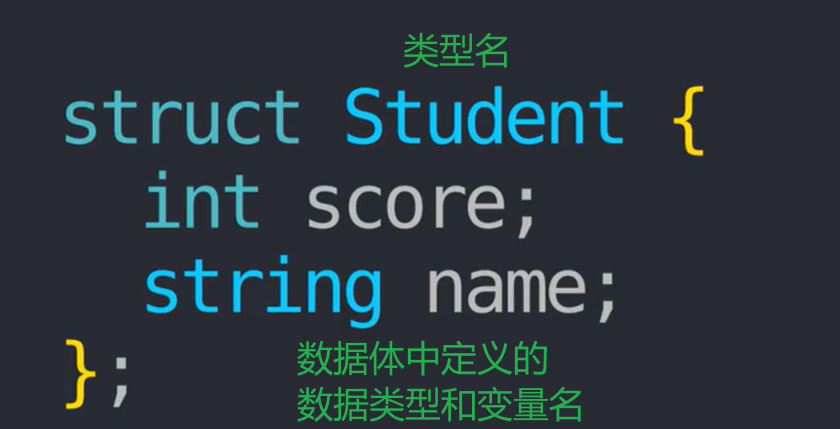 类型名
struct Student {
int score;
string name;
};
数据体中定义的
数据类型和变量名